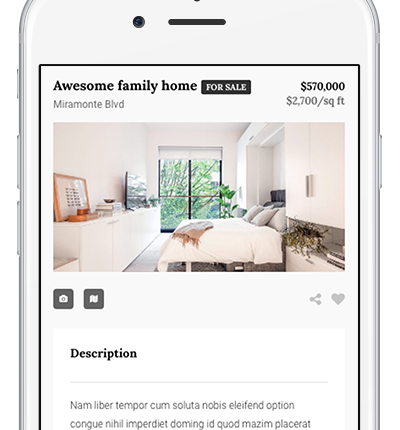 Awesome family home FOR SALE $570,000
Miramonte Blvd $2,700/sq ft
Description
Nam liber tempor cum soluta nobis eleifend option
congue nihil imperdiet doming id quod mazim placerat